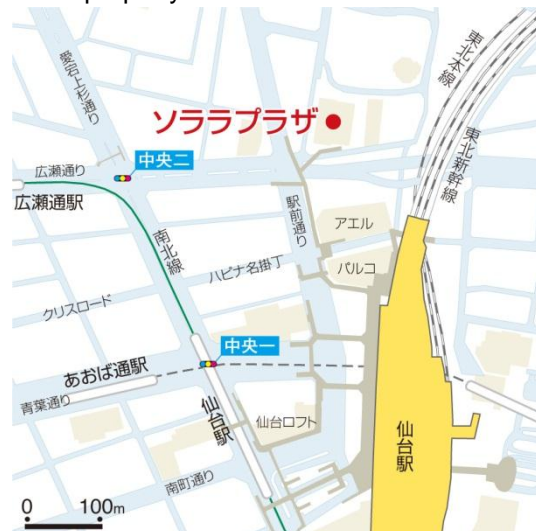 東北本線
東北新幹線
愛宕上杉通り
ソララプラザ
中央二
広瀬通り
広瀬通駅
駅前通り
アエル
南北線
ハピナ名掛丁
パルコ
クリスロード
中央一
あおば通駅
青葉通り
仙台駅
仙台ロフト
仙台駅
南町通り
0 100m